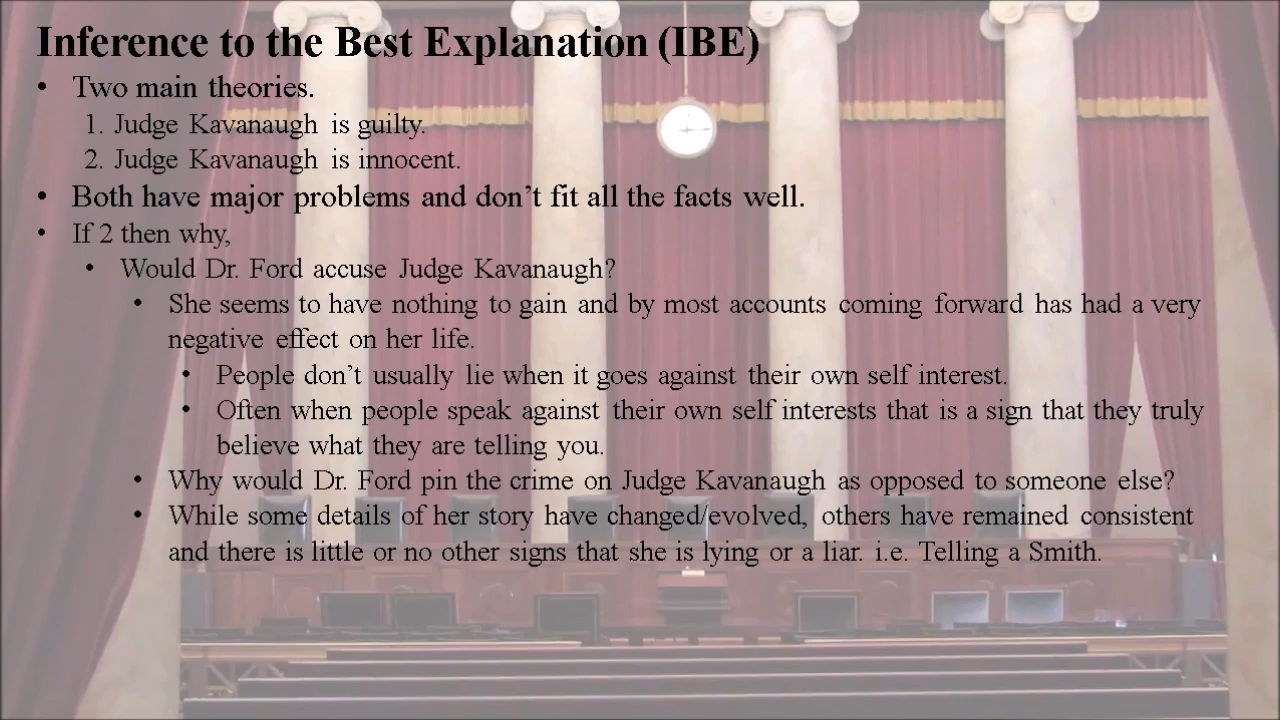 Inference to the Best Explanation (IBE)
• Two main theories.
1. Judge Kavanaugh is guilty.
2. Judge Kavanaugh is innocent.
• Both have major problems and don't fit all the facts well.
• If 2 then why,
• Would Dr. Ford accuse Judge Kavanaugh?
• She seems to have nothing to gain and by most accounts coming forward has had a very
negative effect on her life.
• People don't usually lie when it goes against their own self interest.
• Often when people speak against their own self interests that is a sign that they truly
believe what they are telling you.
• Why would Dr. Ford pin the crime on Judge Kavanaugh as opposed to someone else?
• While some details of her story have changed/evolved, others have remained consistent
and there is little or no other signs that she is lying or a liar. i.e. Telling a Smith.